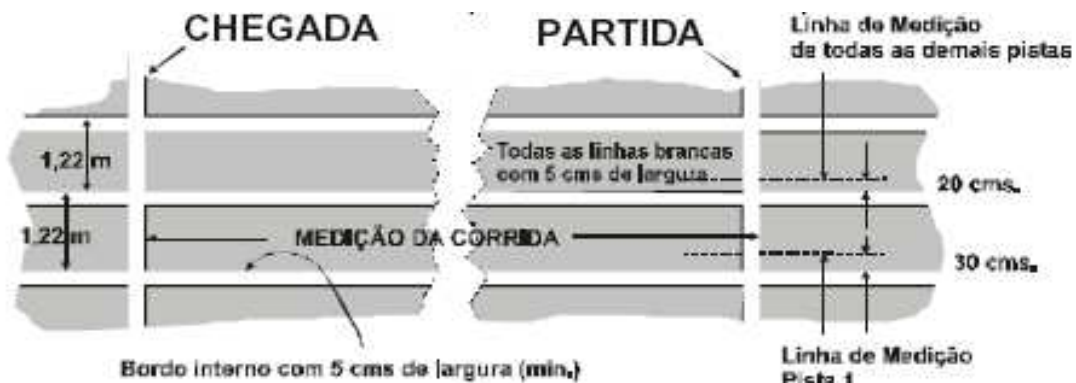 CHEGADA
PARTIDA
Linha de Medição
de todas as demais pistas
1,22 m
Todas as linhas brancas
com 5 cms de largura
20 cms.
1,22 m
MEDIÇÃO DA CORRIDA
30 cms.
Bordo interno com 5 cms de largura (min.)
Linha de Medição
Pista 1